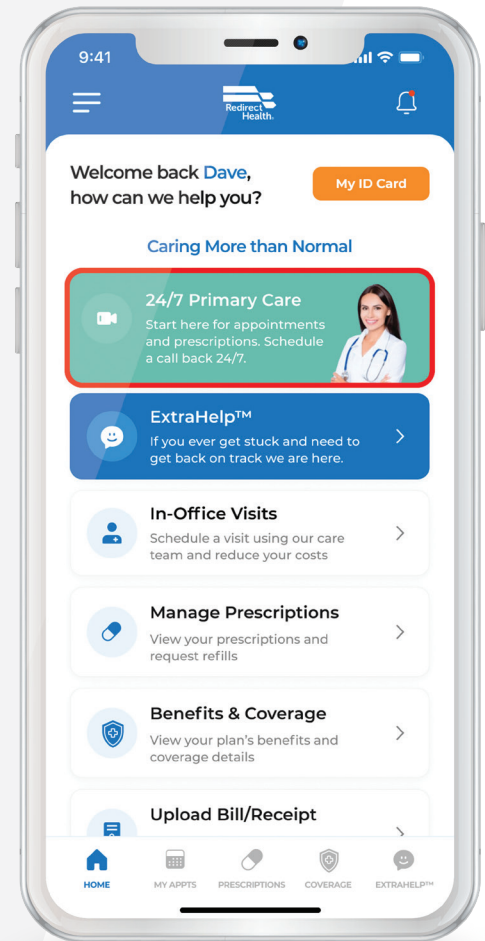 9:41
Redirect
Health.
Welcome back Dave,
how can we help you?
My ID Card
Caring More than Normal
24/7 Primary Care
Start here for appointments
and prescriptions. Schedule
a call back 24/7.
ExtraHelp™
If you ever get stuck and need to
get back on track we are here.
In-Office Visits
Schedule a visit using our care
team and reduce your costs
Manage Prescriptions
View your prescriptions and
request refills
Benefits & Coverage
View your plan's benefits and
coverage details
Upload Bill/Receipt
HOME
MY APPTS
PRESCRIPTIONS
COVERAGE
EXTRAHELP™